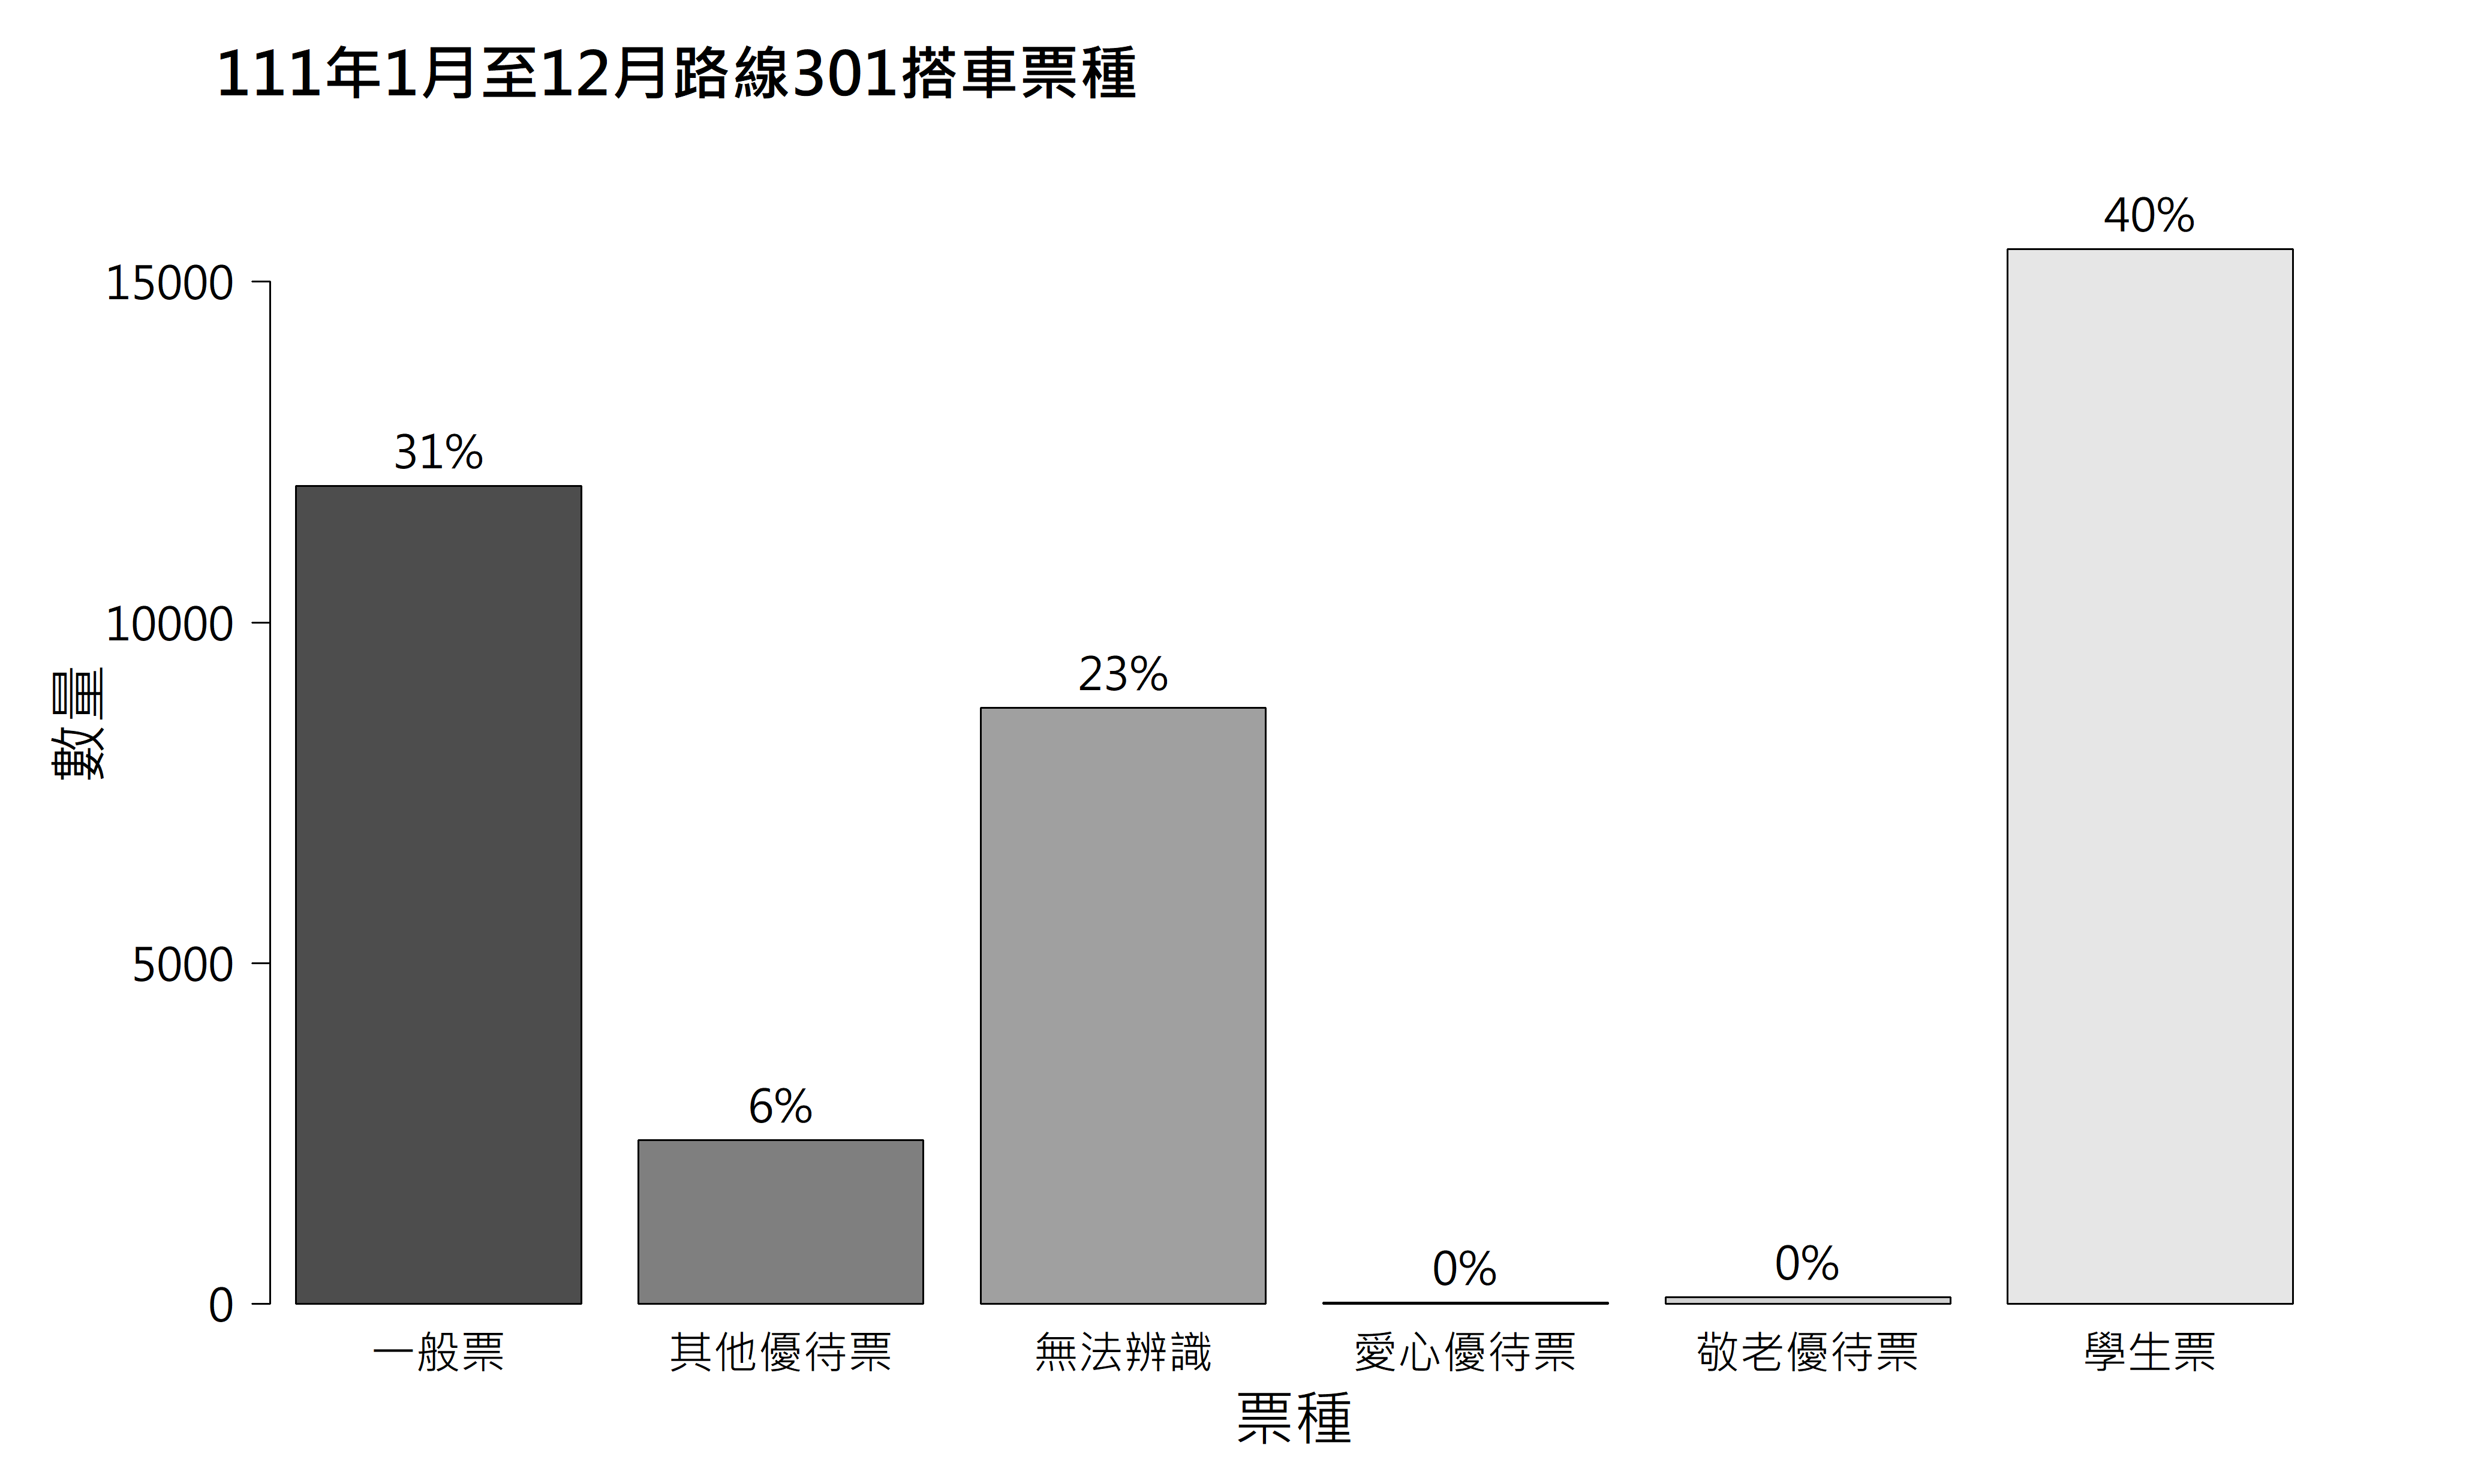 111年1月至12月路線301搭車票種
40%
15000
31%
10000
23%
數量
5000
6%
0%
0%
0
一般票 其他優待票 無法辨識 愛心優待票 敬老優待票 學生票
票種